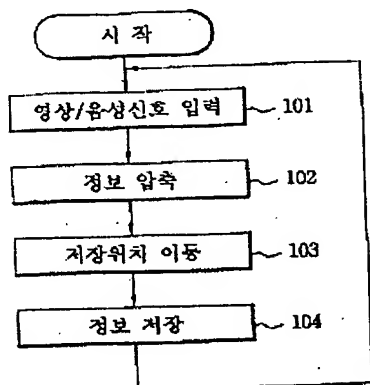 시 작
영상/음성신호 입력 101
정보 압축 102
저장위치 이동 103
정보 저장 104